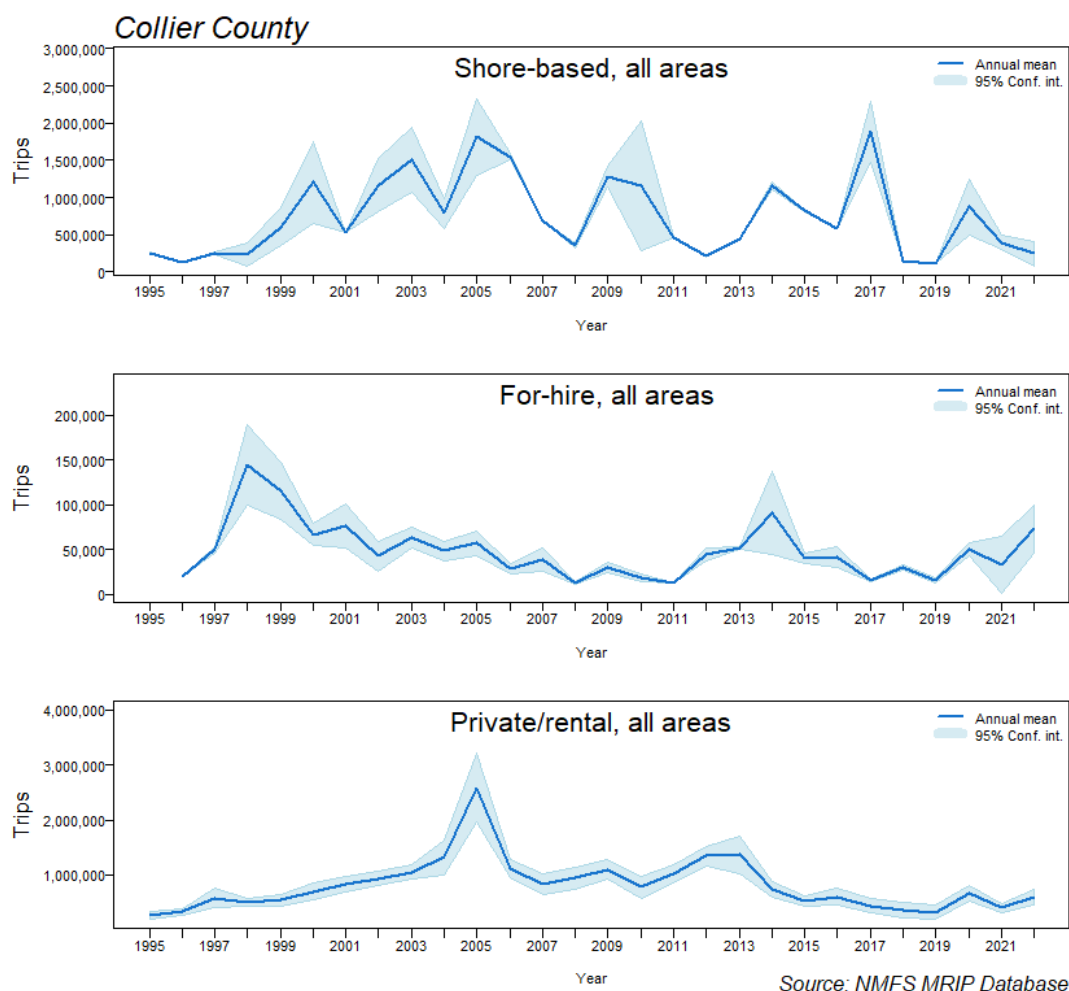 Collier County
Shore-based, all areas
Annual mean
95% Conf. int.
Trips
3,000,000
2,500,000
2,000,000
1,500,000
1,000,000
500,000
0
1995 1997 1999 2001 2003 2005 2007 2009 2011 2013 2015 2017 2019 2021
Year
For-hire, all areas
Annual mean
95% Conf. int.
Trips
200,000
150,000
100,000
50,000
0
1995 1997 1999 2001 2003 2005 2007 2009 2011 2013 2015 2017 2019 2021
Year
Private/rental, all areas
Annual mean
95% Conf. int.
Trips
4,000,000
3,000,000
2,000,000
1,000,000
1995 1997 1999 2001 2003 2005 2007 2009 2011 2013 2015 2017 2019 2021
Year
Source: NMFS MRIP Database